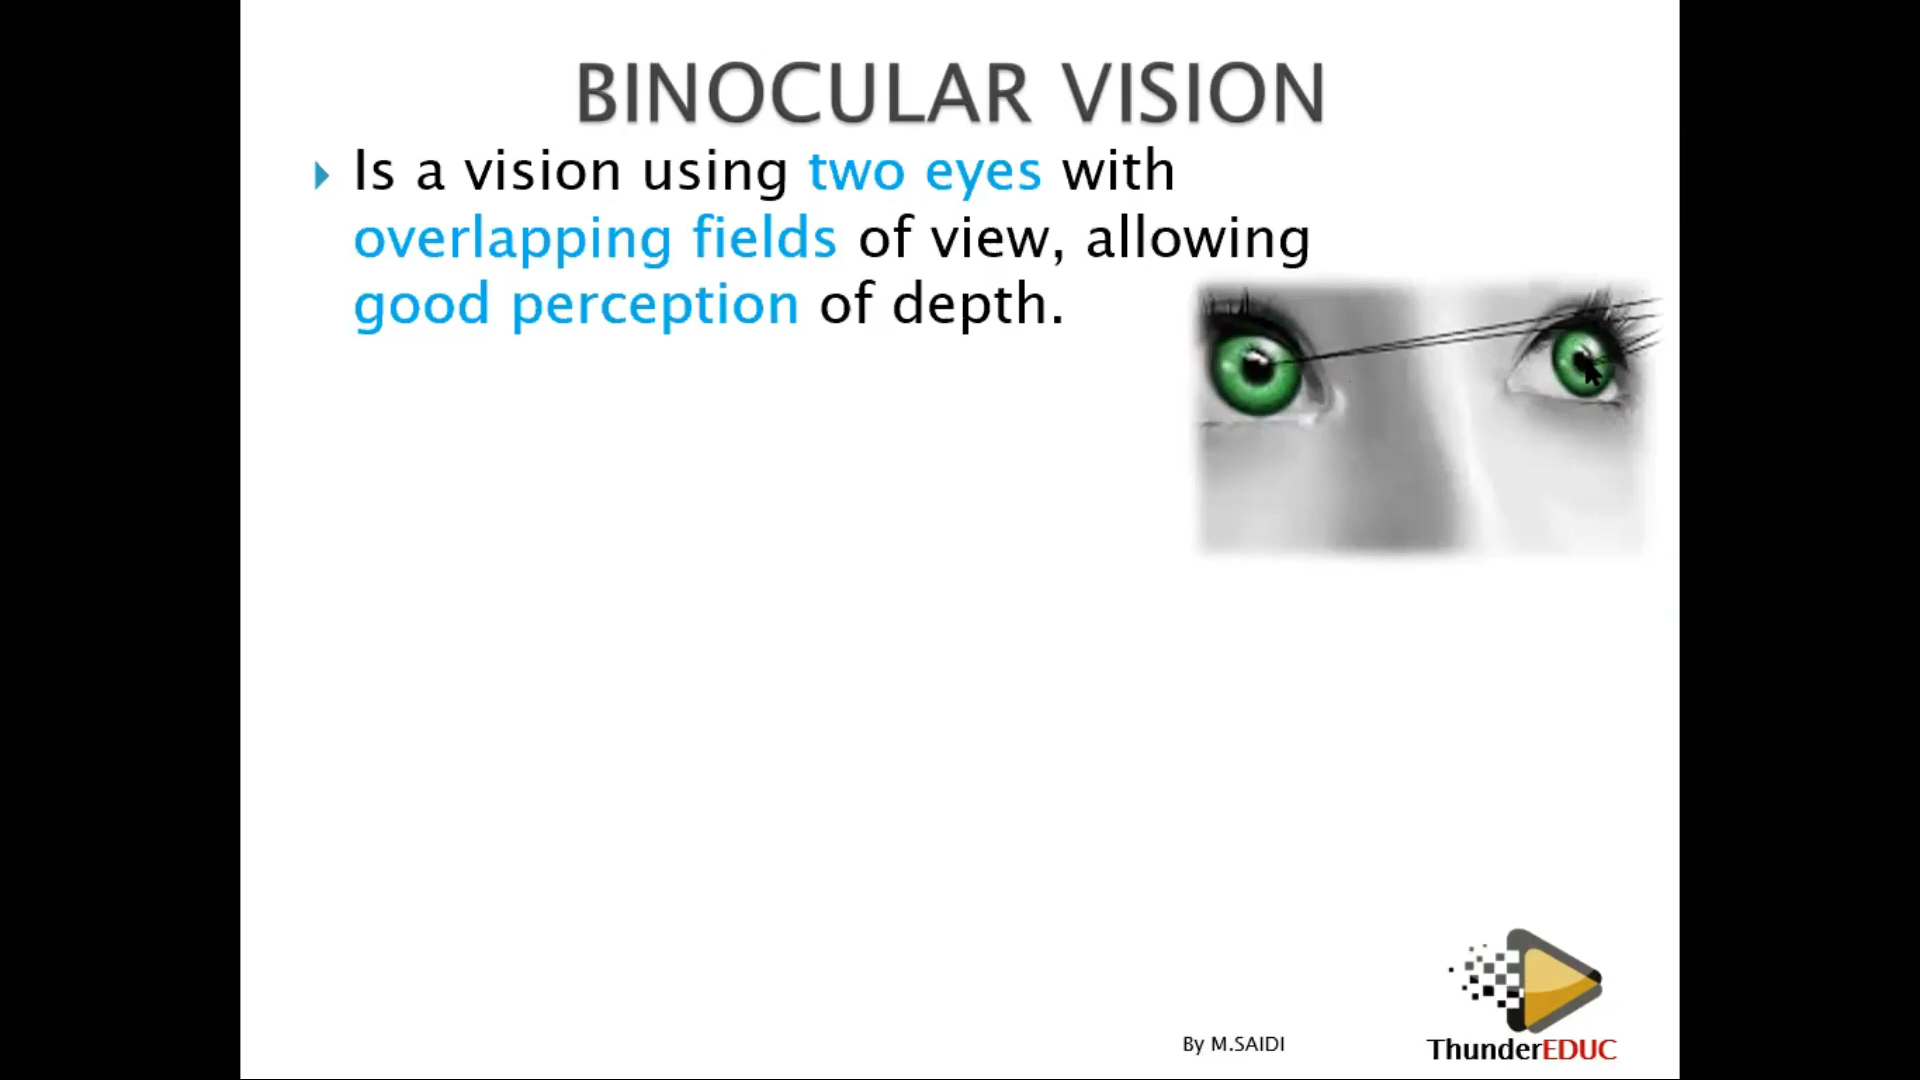 BINOCULAR VISION
Is a vision using two eyes with
overlapping fields of view, allowing
good perception of depth.
By M.SAIDI
ThunderEDUC